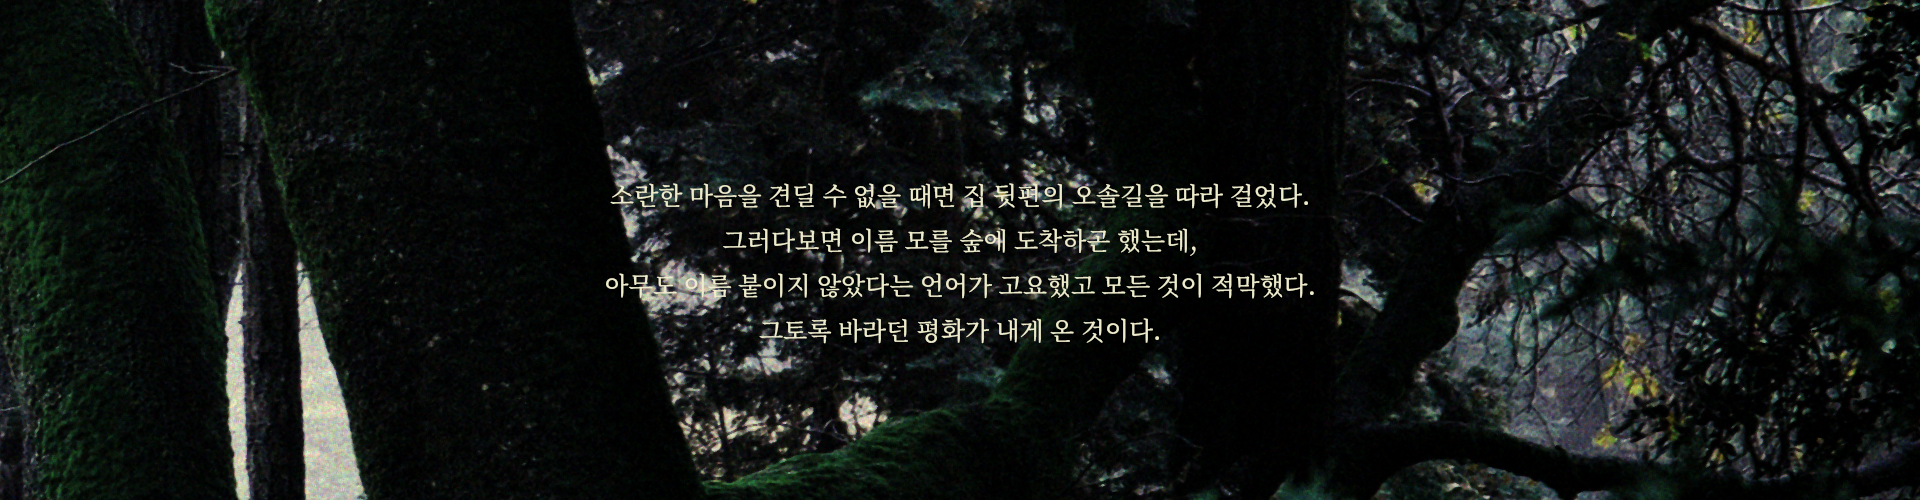 소란한 마음을 견딜 수 없을 때면 집 뒷편의 오솔길을 따라 걸었다.
그러다보면 이름 모를 숲에 도착하곤 했는데,
아무도 이름 붙이지 않았다는 언어가 고요했고 모든 것이 적막했다.
그토록 바라던 평화가 내게 온 것이다.